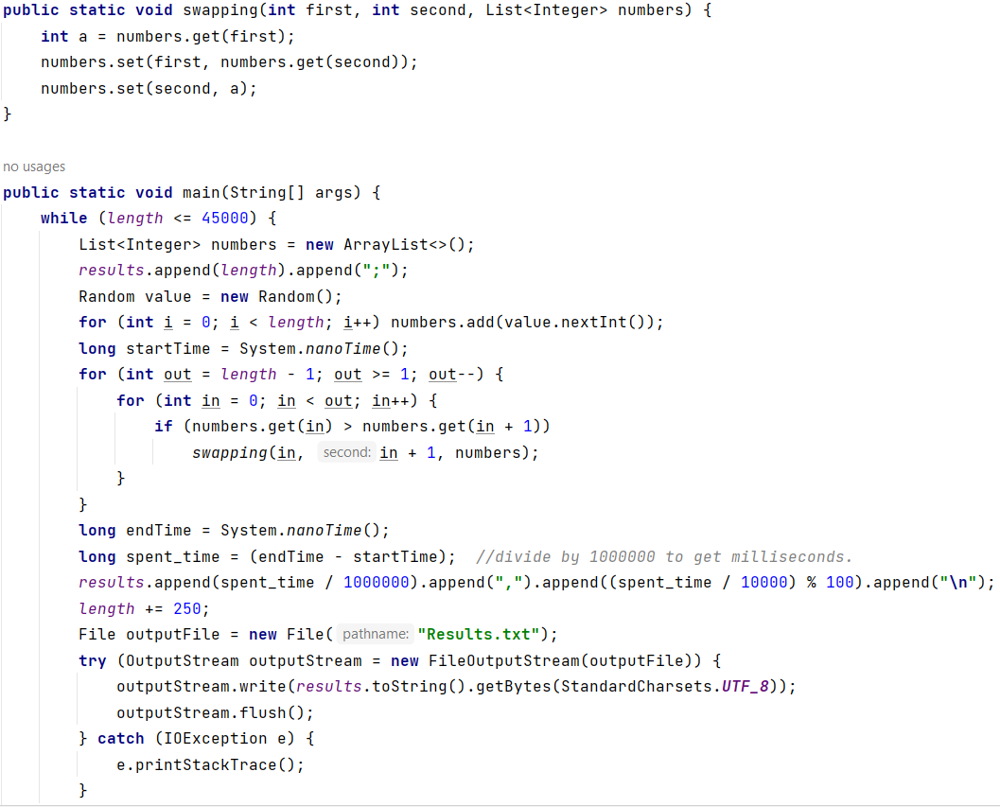 public static void swapping(int first, int second, List<Integer> numbers) {
    int a = numbers.get(first);
    numbers.set(first, numbers.get(second));
    numbers.set(second, a);
}
no usages
public static void main(String[] args) {
    while (length <= 45000) {
        List<Integer> numbers = new ArrayList<>();
        results.append(length).append(";");
        Random value = new Random();
        for (int i = 0; i < length; i++) numbers.add(value.nextInt());
        long startTime = System.nanoTime();
        for (int out = length - 1; out >= 1; out--) {
            for (int in = 0; in < out; in++) {
                if (numbers.get(in) > numbers.get(in + 1))
                    swapping(in, second: in + 1, numbers);
            }
        }
        long endTime = System.nanoTime();
        long spent_time = (endTime - startTime);  //divide by 1000000 to get milliseconds.
        results.append(spent_time / 1000000).append(",").append((spent_time / 10000) % 100).append("\n");
        length += 250;
        File outputFile = new File( pathname: "Results.txt");
        try (OutputStream outputStream = new FileOutputStream(outputFile)) {
            outputStream.write(results.toString().getBytes(StandardCharsets.UTF_8));
            outputStream.flush();
        } catch (IOException e) {
            e.printStackTrace();
        }